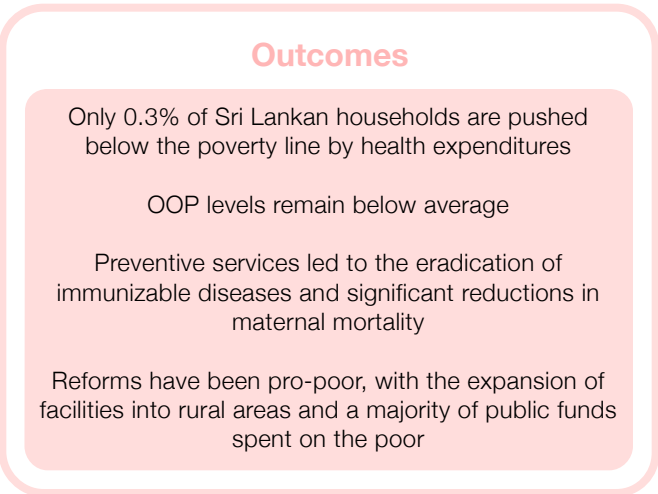 Outcomes
Only 0.3% of Sri Lankan households are pushed
below the poverty line by health expenditures
OOP levels remain below average
Preventive services led to the eradication of
immunizable diseases and significant reductions in
maternal mortality
Reforms have been pro-poor, with the expansion of
facilities into rural areas and a majority of public funds
spent on the poor